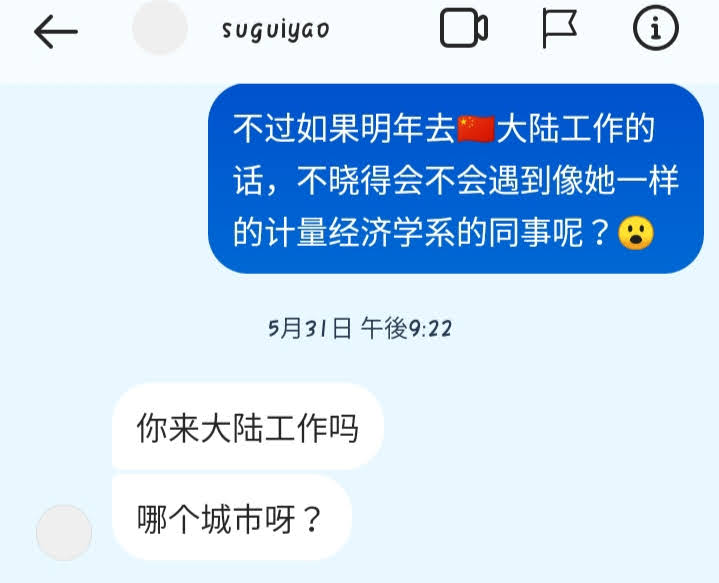 suguiyao
不过如果明年去🇨🇳大陆工作的
话，不晓得会不会遇到像她一样
的计量经济学系的同事呢？😮
5月31日 午後9:22
你来大陆工作吗
哪个城市呀？